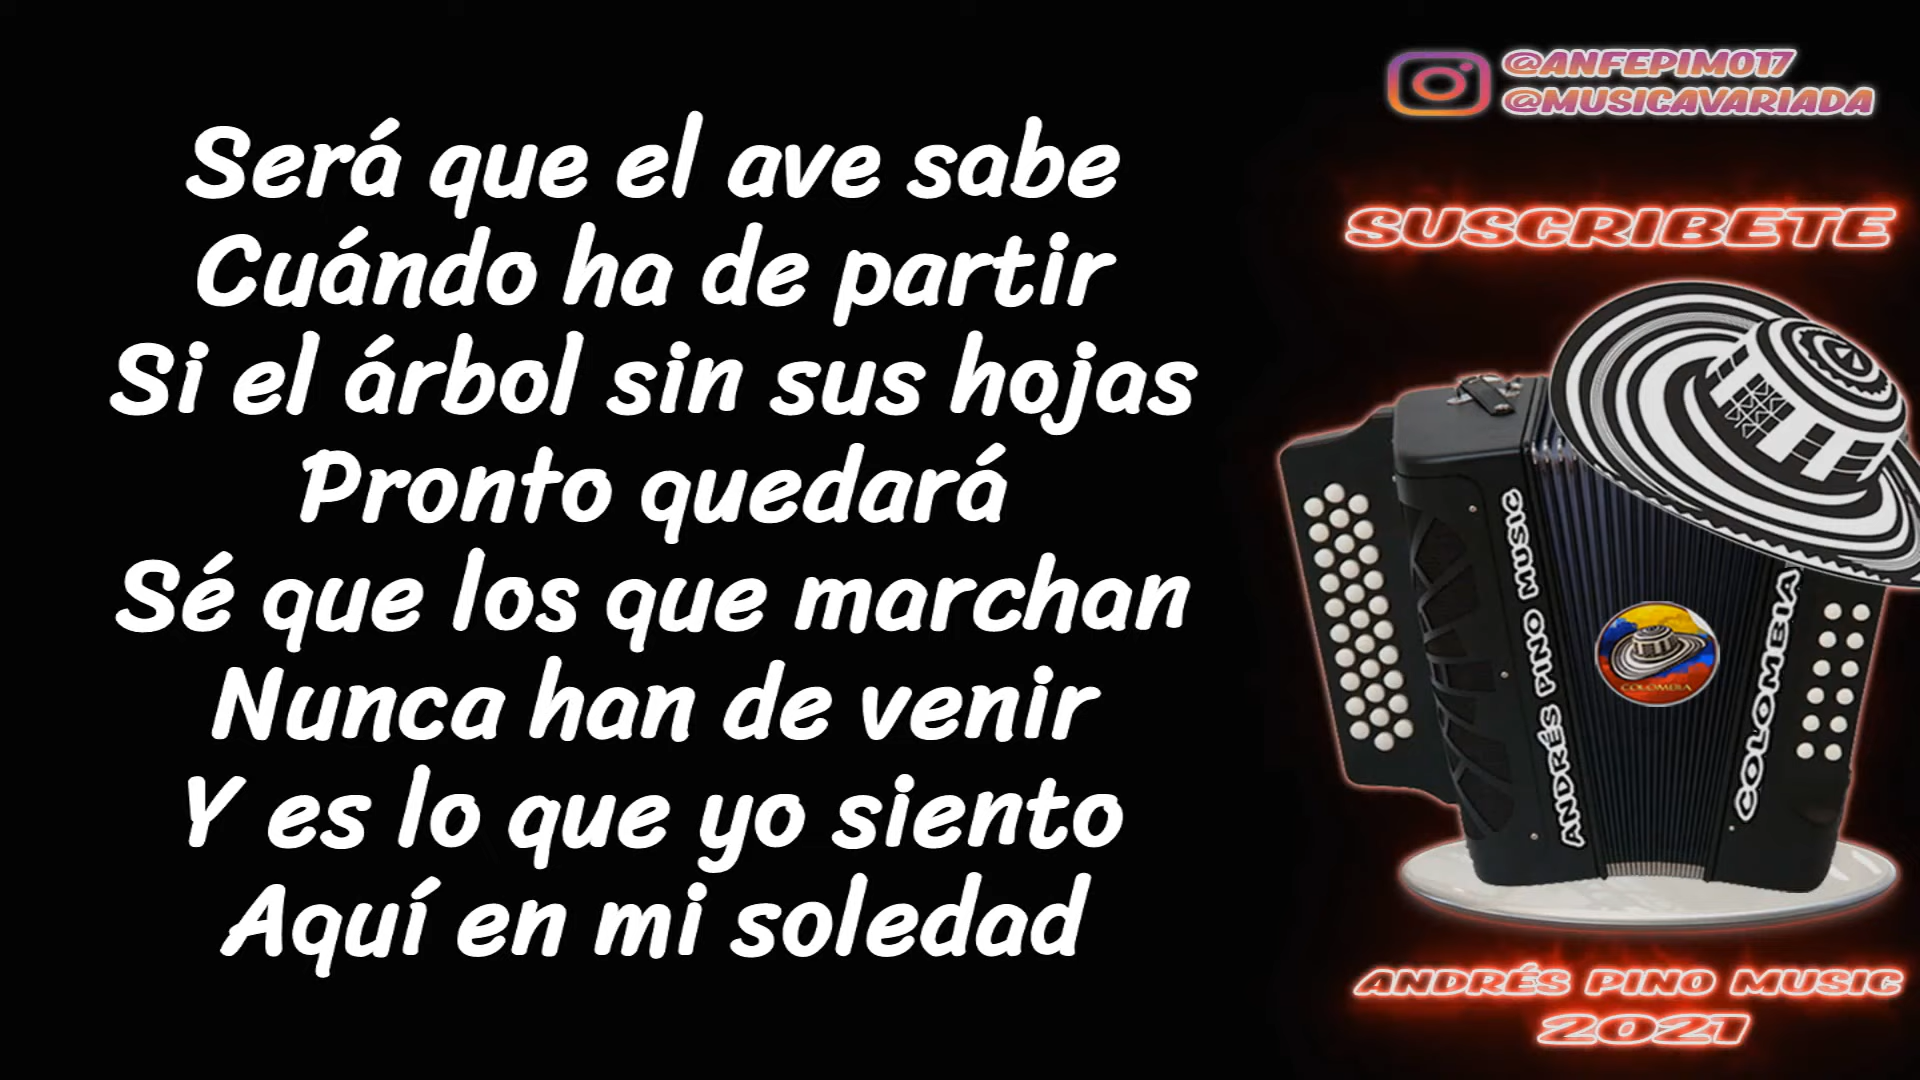 Será que el ave sabe
Cuándo ha de partir
Si el árbol sin sus hojas
Pronto quedará
Sé que los que marchan
Nunca han de venir
Y es lo que yo siento
Aquí en mi soledad
@ANFEPIM017
@MUSICAVARIADA
SUSCRIBETE
ANDRÉS PINO MUSIC
COLOMBIA
COLOMBIA
ANDRÉS PINO MUSIC
2021